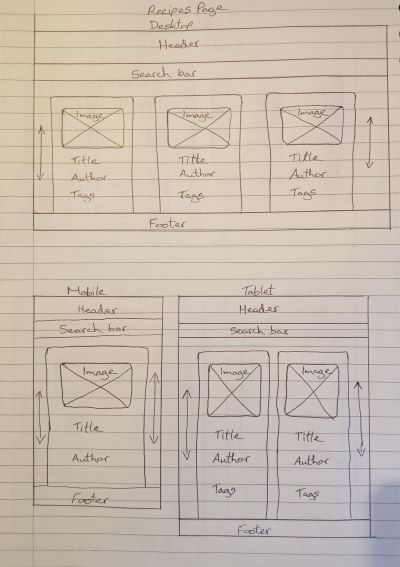 Recipes Page
Desktop
Header
Search bar
Image Image Image
Title Title Title
Author Author Author
Tags Tags Tags
Footer
Mobile
Header
Search bar
Image
Title
Author
Footer
Tablet
Header
Search bar
Image Image
Title Title
Author Author
Tags Tags
Footer